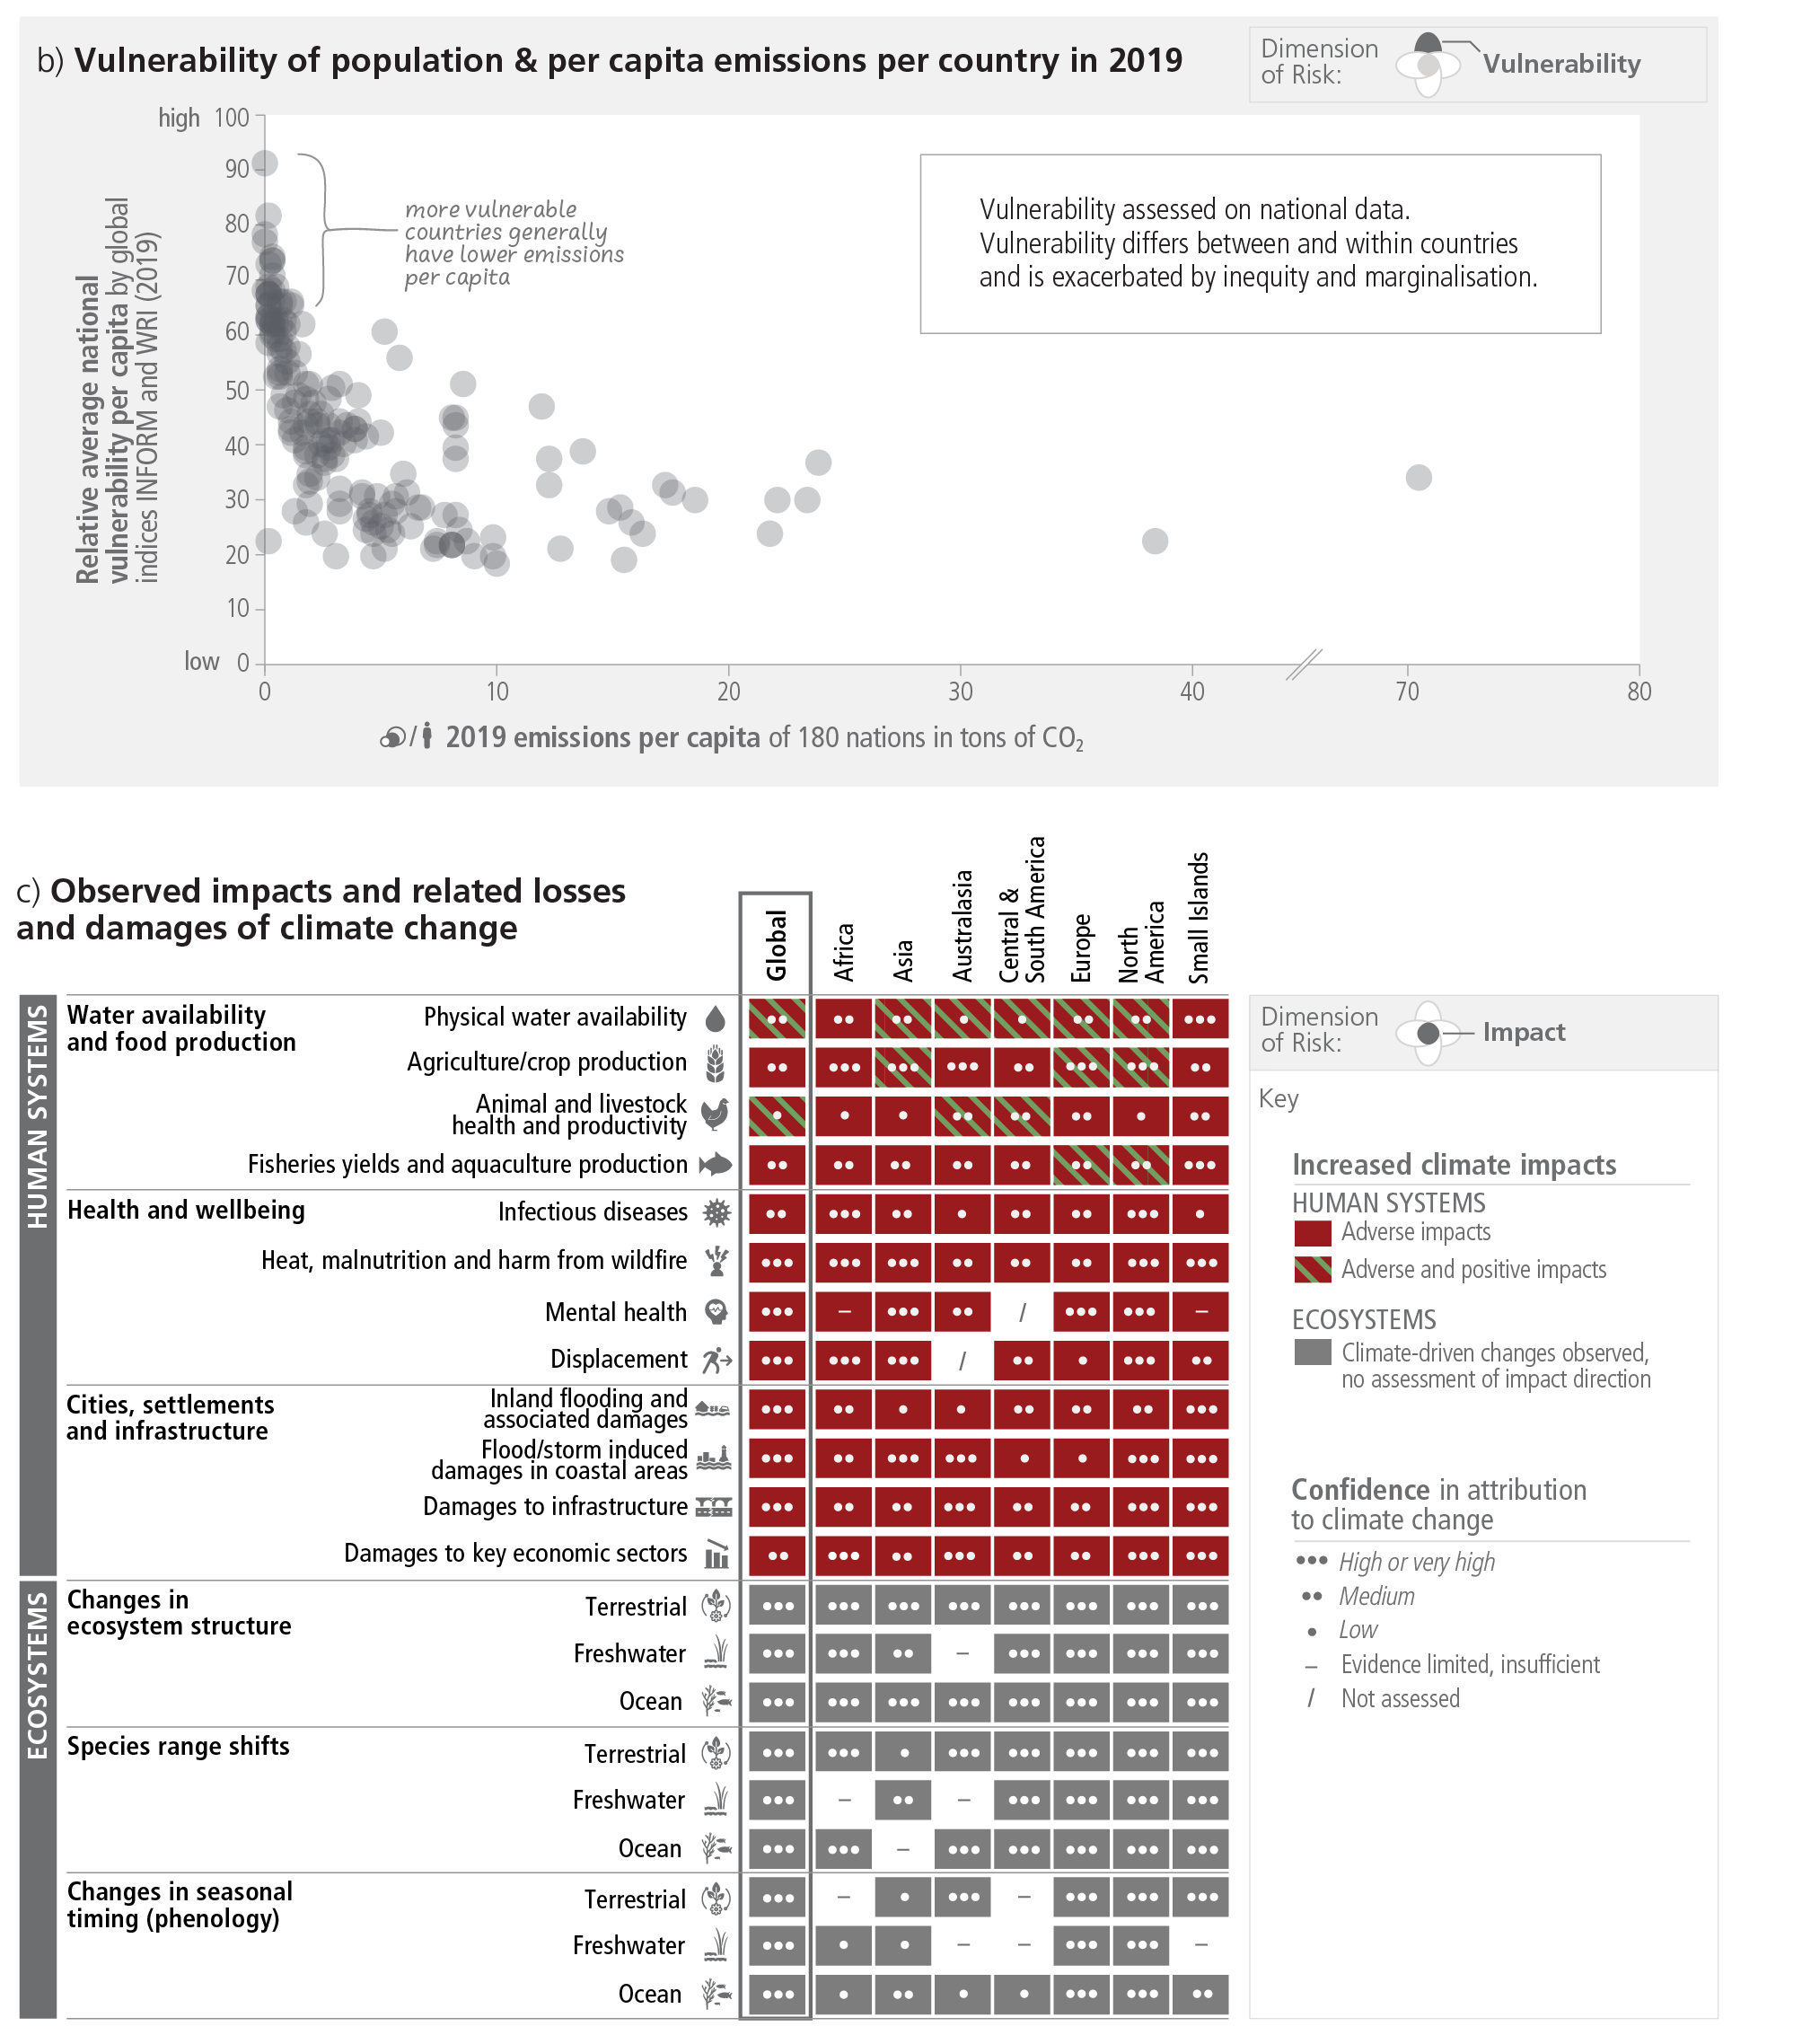 b) Vulnerability of population & per capita emissions per country in 2019
Dimension
of Risk:
Vulnerability
high 100
90
80
70
60
50
40
30
20
10
low 0
Relative average national
vulnerability per capita by global
indices INFORM and WRI (2019)
more vulnerable
countries generally
have lower emissions
per capita
Vulnerability assessed on national data.
Vulnerability differs between and within countries
and is exacerbated by inequity and marginalisation.
0 10 20 30 40 70 80
/ 2019 emissions per capita of 180 nations in tons of CO₂
c) Observed impacts and related losses
and damages of climate change
Global
Africa
Asia
Australasia
Central &
South America
Europe
North
America
Small Islands
HUMAN SYSTEMS
Water availability
and food production
Physical water availability
Agriculture/crop production
Animal and livestock
health and productivity
Fisheries yields and aquaculture production
Health and wellbeing
Infectious diseases
Heat, malnutrition and harm from wildfire
Mental health – / –
Displacement /
Cities, settlements
and infrastructure
Inland flooding and
associated damages
Flood/storm induced
damages in coastal areas
Damages to infrastructure
Damages to key economic sectors
ECOSYSTEMS
Changes in
ecosystem structure
Terrestrial
Freshwater –
Ocean
Species range shifts
Terrestrial
Freshwater – –
Ocean –
Changes in seasonal
timing (phenology)
Terrestrial – –
Freshwater – – –
Ocean
Dimension
of Risk:
Impact
Key
Increased climate impacts
HUMAN SYSTEMS
Adverse impacts
Adverse and positive impacts
ECOSYSTEMS
Climate-driven changes observed,
no assessment of impact direction
Confidence in attribution
to climate change
••• High or very high
•• Medium
• Low
– Evidence limited, insufficient
/ Not assessed